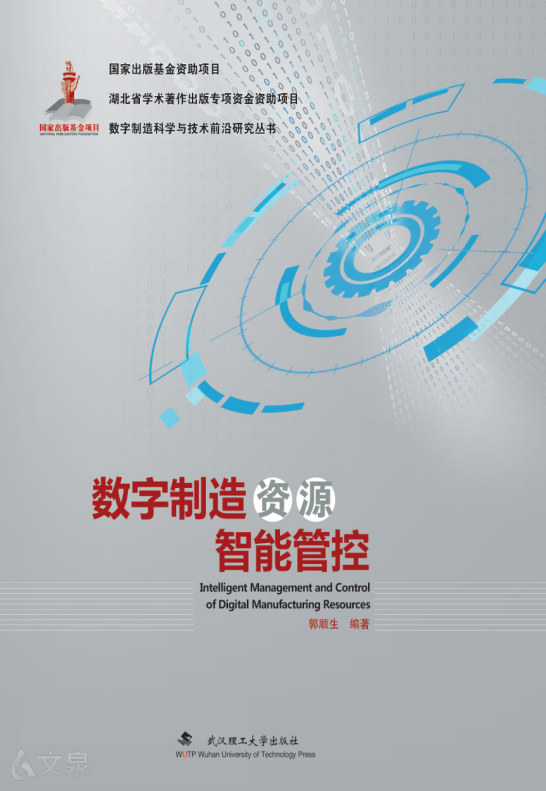 国家出版基金资助项目
湖北省学术著作出版专项资金资助项目
国家出版基金项目
NATIONAL PUBLICATION FOUNDATION
数字制造科学与技术前沿研究丛书
数字制造资源
智能管控
Intelligent Management and Control
of Digital Manufacturing Resources
郭顺生 编著
武汉理工大学出版社
WUTP Wuhan University of Technology Press
文泉